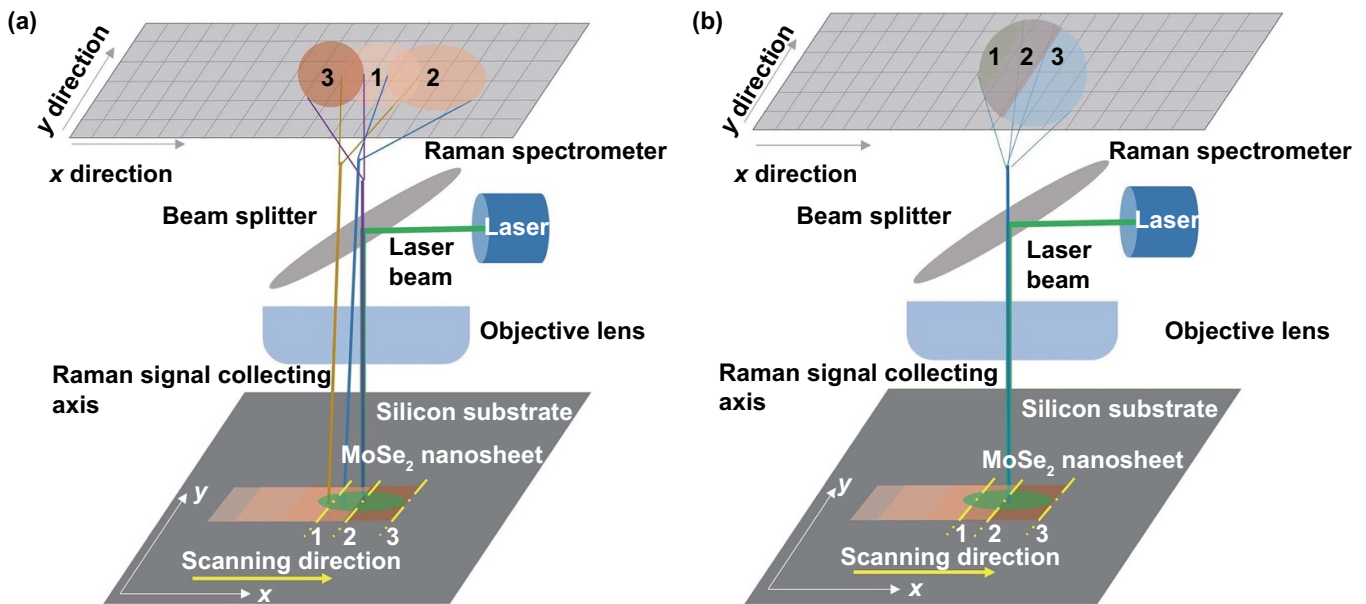 (a)
3 1 2
y direction
x direction
Raman spectrometer
Beam splitter
Laser
Laser
beam
Objective lens
Raman signal collecting
axis
Silicon substrate
MoSe₂ nanosheet
y
1 2 3
Scanning direction
x
(b)
1 2 3
y direction
x direction
Raman spectrometer
Beam splitter
Laser
Laser
beam
Objective lens
Raman signal collecting
axis
Silicon substrate
MoSe₂ nanosheet
y
1 2 3
Scanning direction
x